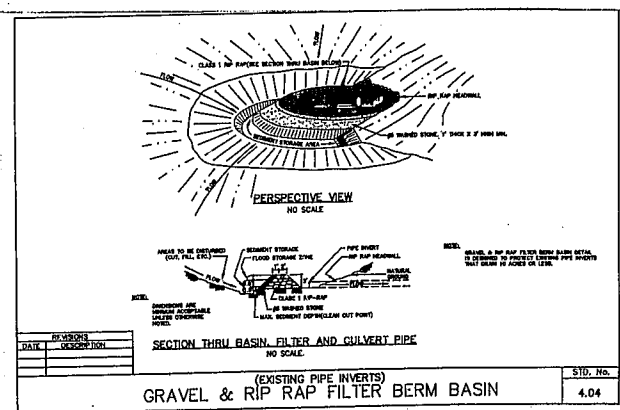 FLOW
CLASS 1 RIP RAP(SEE SECTION THRU BASIN BELOW)
FLOW
RIP RAP HEADWALL
#5 WASHED STONE, 1' THICK X 2' HIGH MIN.
SEDIMENT STORAGE AREA
FLOW
PERSPECTIVE VIEW
NO SCALE
AREAS TO BE DISTURBED
(CUT, FILL, ETC.)
SEDIMENT STORAGE
FLOOD STORAGE ZONE
PIPE INVERT
RIP RAP HEADWALL
NATURAL
GROUND
FLOW
FLOW
CLASS 1 RIP-RAP
#5 WASHED STONE
MAX. SEDIMENT DEPTH(CLEAN OUT POINT)
NOTE:
DIMENSIONS ARE
MINIMUM ACCEPTABLE
UNLESS OTHERWISE
NOTED.
NOTE:
GRAVEL & RIP RAP FILTER BERM BASIN DETAIL
IS DESIGNED TO PROTECT EXISTING PIPE INVERTS
THAT DRAIN 10 ACRES OR LESS.
SECTION THRU BASIN, FILTER AND CULVERT PIPE
NO SCALE.
REVISIONS
DATE DESCRIPTION
(EXISTING PIPE INVERTS)
GRAVEL & RIP RAP FILTER BERM BASIN
STD. No.
4.04